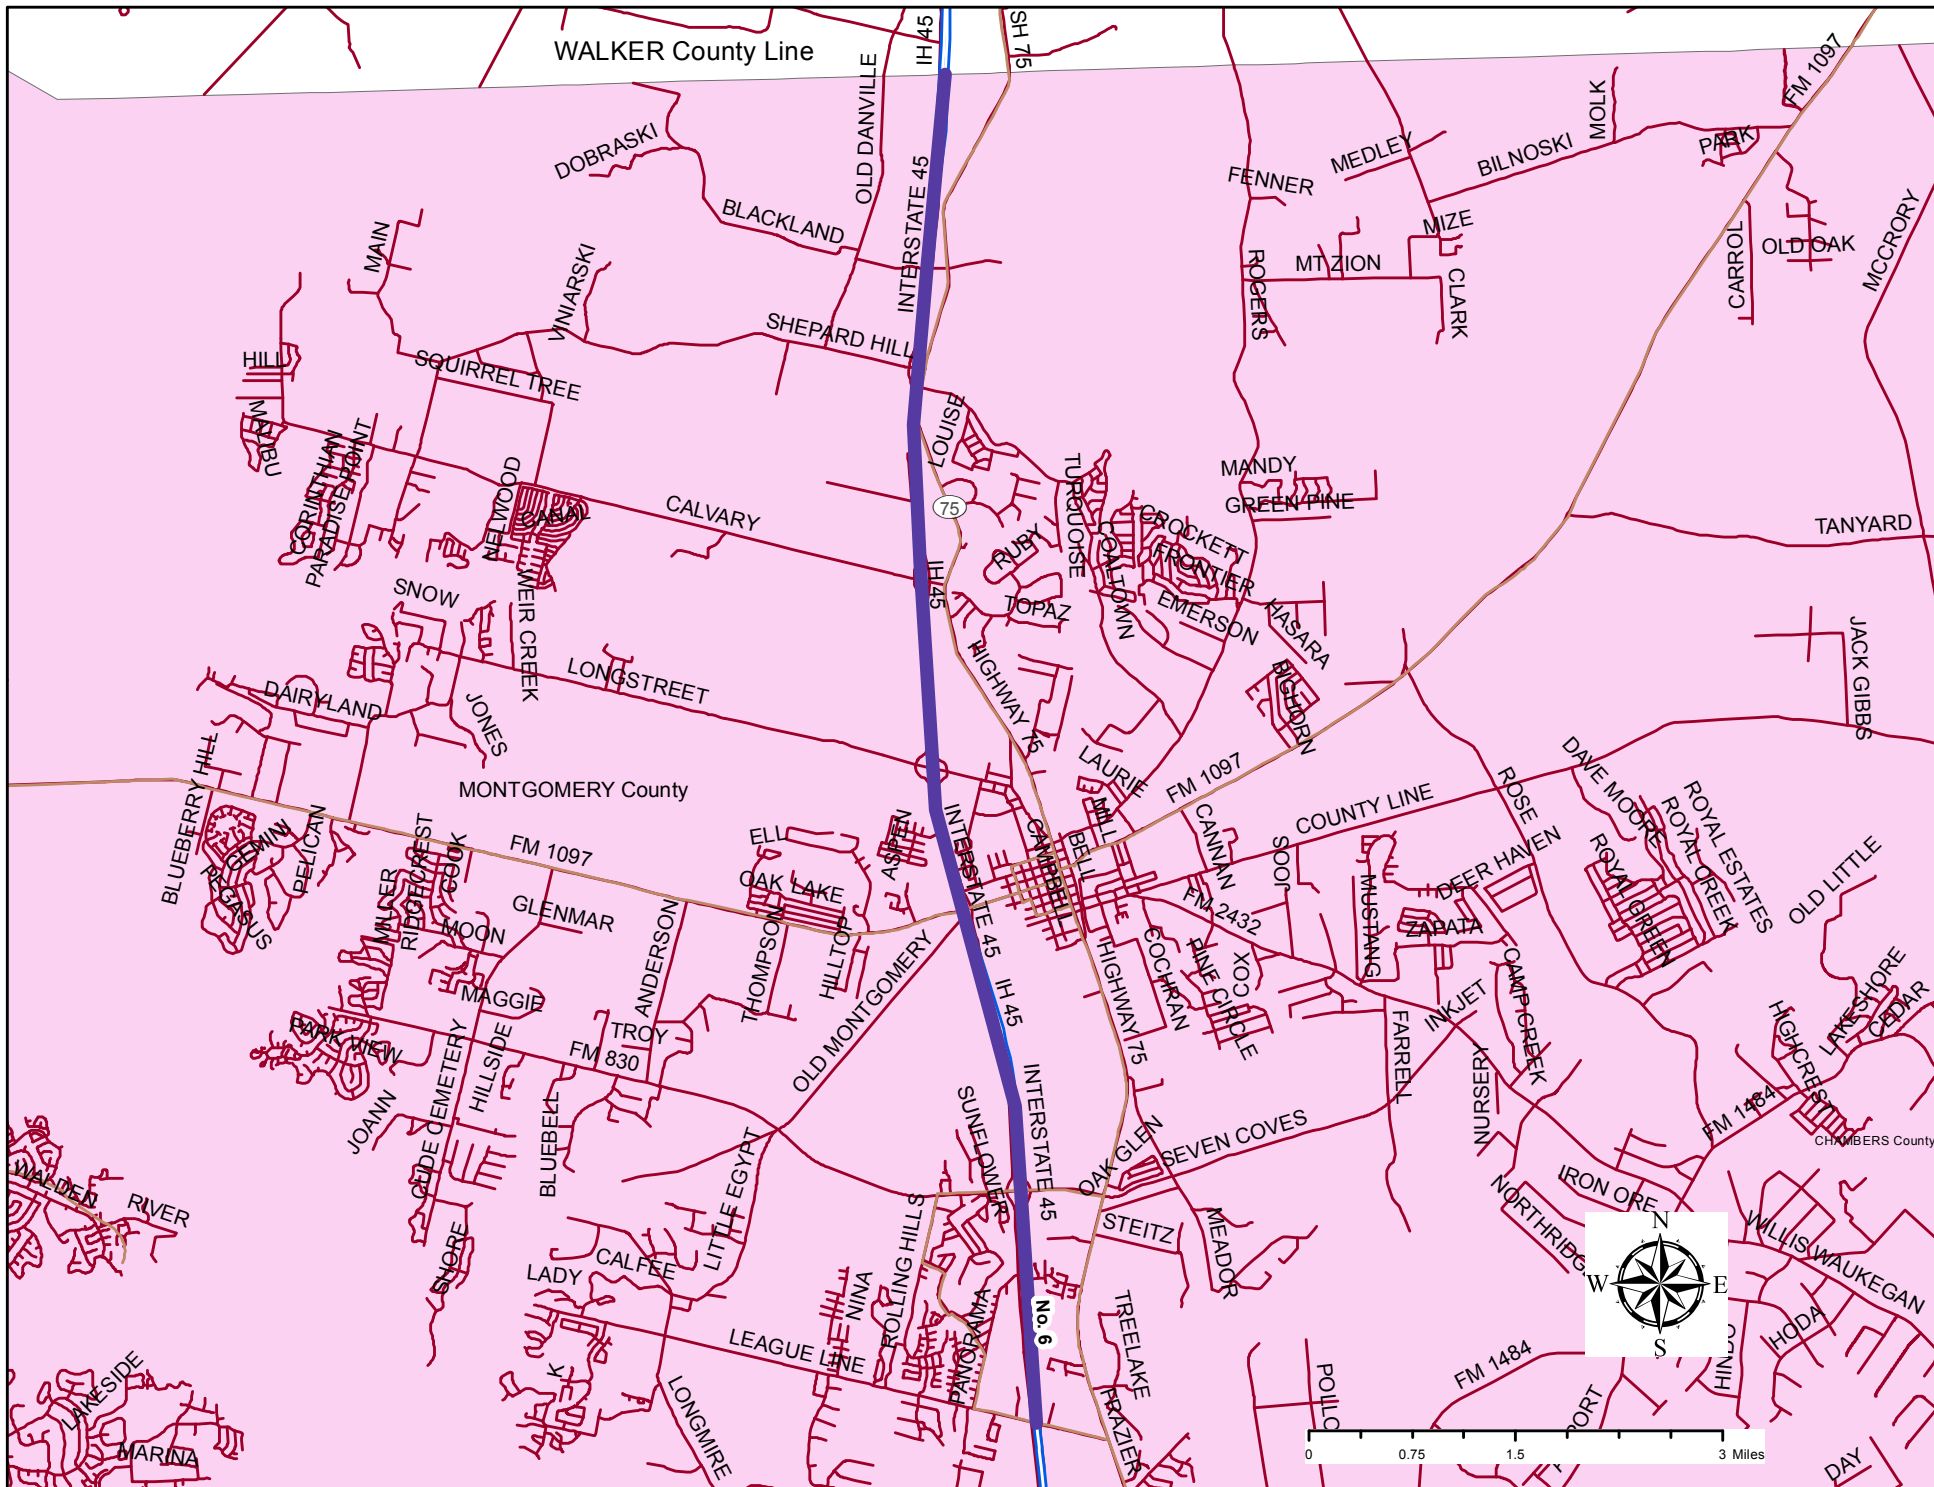 WALKER County Line
IH 45
SH 75
FM 1097
OLD DANVILLE
MOLK
DOBRASKI
MEDLEY
BILNOSKI
PARK
INTERSTATE 45
FENNER
BLACKLAND
MIZE
MCCRORY
MAIN
VINIARSKI
ROGERS
MT ZION
CLARK
CARROL
OLD OAK
SHEPARD HILL
HILL
SQUIRREL TREE
MALIBU
CORINTHIAN
PARADISE POINT
LOUISE
NELWOOD
CANAL
CALVARY
75
TURQUOISE
MANDY
GREEN PINE
CROCKETT
FRONTIER
TANYARD
RUBY
COALTOWN
IH 45
SNOW
WEIR CREEK
TOPAZ
EMERSON
HASARA
JACK GIBBS
HIGHWAY 75
LONGSTREET
DAIRYLAND
JONES
BIGHORN
BLUEBERRY HILL
MONTGOMERY County
LAURIE
FM 1097
ROSE
DAVE MOORE
ROYAL ESTATES
ROYAL CREEK
GEMINI
PELICAN
RIDGECREST
COOK
FM 1097
ELL
ASPEN
INTERSTATE 45
CAMPBELL
BELL
MILL
CANNAN
COUNTY LINE
JOOS
DEER HAVEN
ROYAL GREEN
OLD LITTLE
PEGASUS
MILLER
MOON
GLENMAR
OAK LAKE
FM 2432
MUSTANG
ZAPATA
ANDERSON
THOMPSON
HILLTOP
OLD MONTGOMERY
HIGHWAY 75
COCHRAN
PINE CIRCLE
COX
CAMP CREEK
LAKESHORE
CEDAR
MAGGIE
IH 45
INKJET
HIGHCREST
PARK VIEW
GUDE CEMETERY
HILLSIDE
FM 830
TROY
FARRELL
NURSERY
JOANN
BLUEBELL
SUNFLOWER
INTERSTATE 45
OAK GLEN
SEVEN COVES
FM 1484
CHAMBERS County
WALDEN
RIVER
LITTLE EGYPT
IRON ORE
NORTHRIDG
N
W
E
S
WILLIS WAUKEGAN
SHORE
LADY
CALFEE
ROLLING HILLS
STEITZ
MEADOR
NINA
PANORAMA
No. 6
TREELAKE
HODA
LEAGUE LINE
K
LONGMIRE
FRAZIER
FM 1484
LAKESIDE
MARINA
DAY
0
0.75
1.5
3 Miles